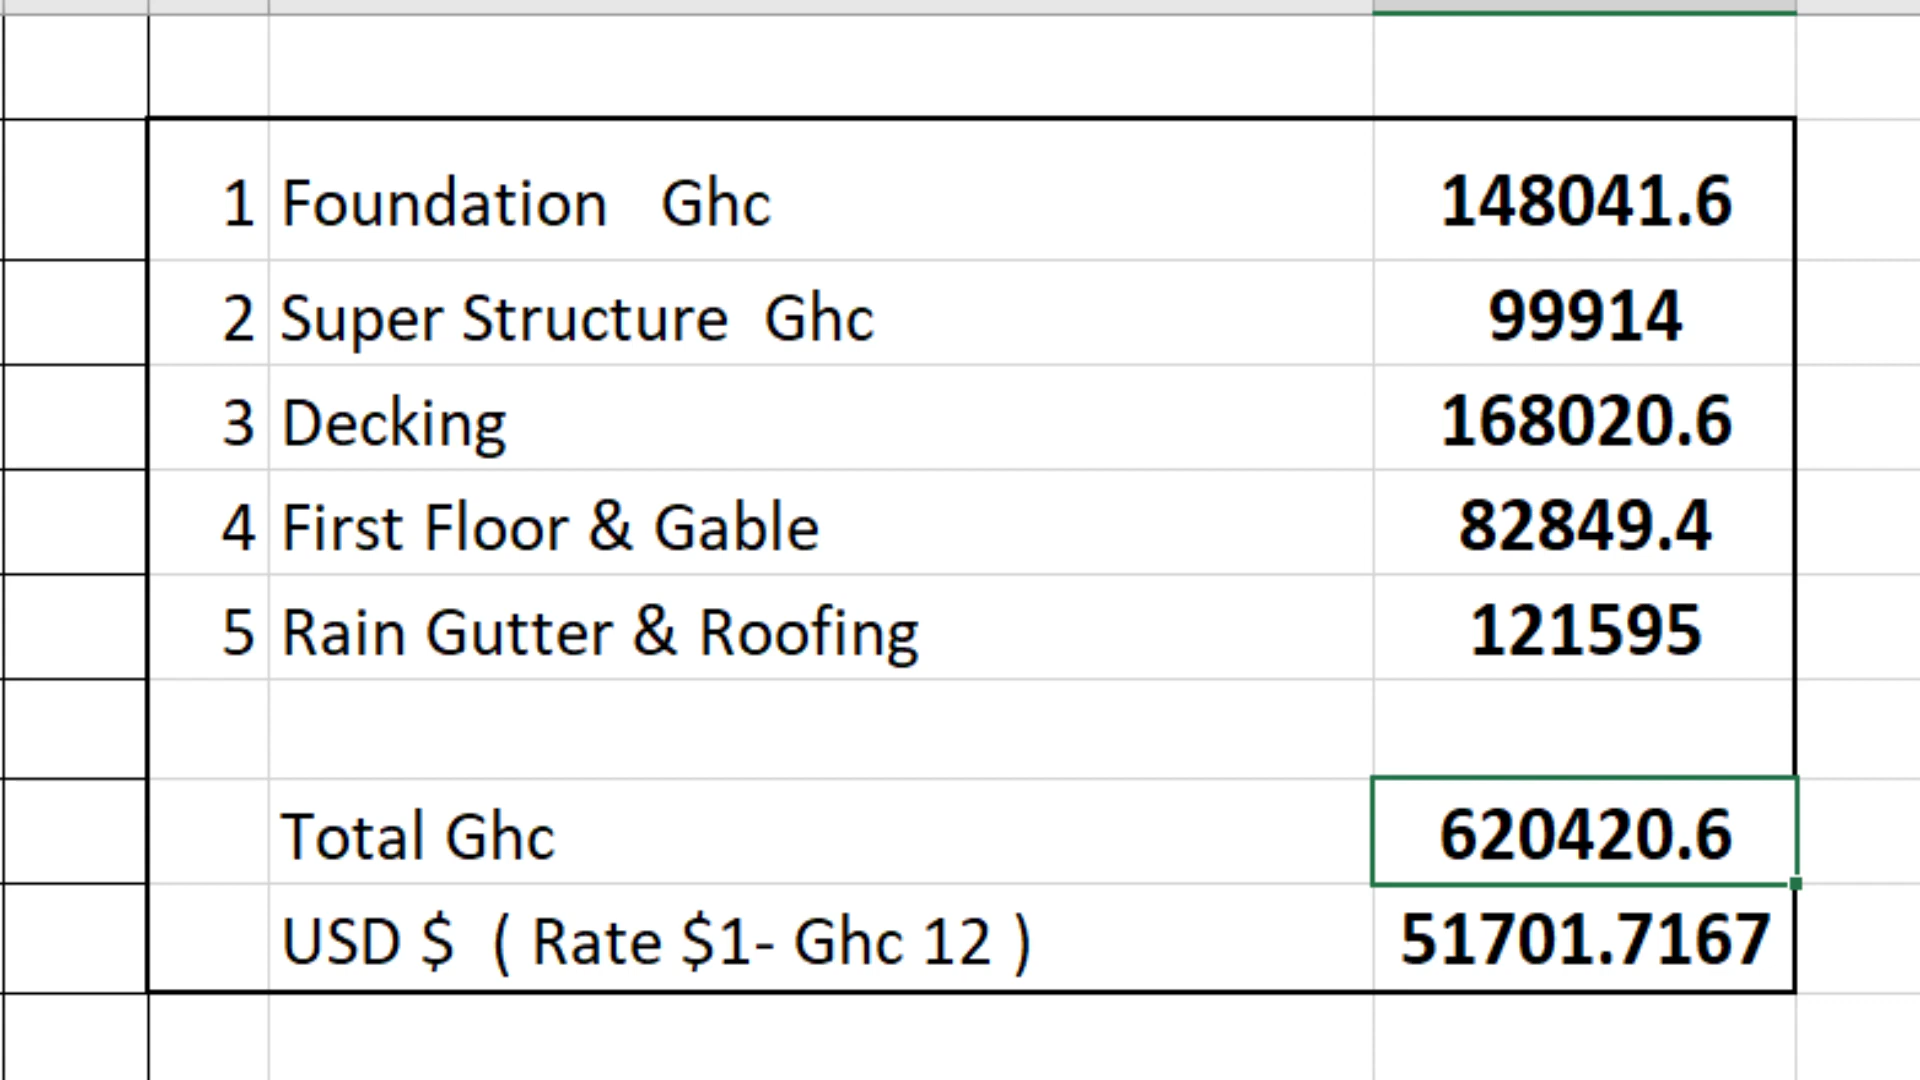 1 Foundation Ghc 148041.6
2 Super Structure Ghc 99914
3 Decking 168020.6
4 First Floor & Gable 82849.4
5 Rain Gutter & Roofing 121595
Total Ghc 620420.6
USD $ ( Rate $1- Ghc 12 ) 51701.7167